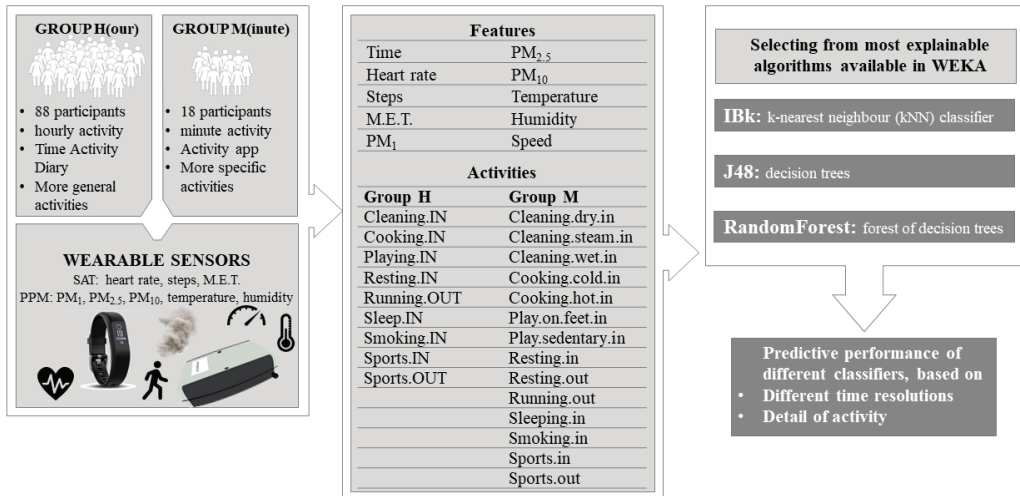 GROUP H(our)
88 participants
hourly activity
Time Activity
Diary
More general
activities
GROUP M(inute)
18 participants
minute activity
Activity app
More specific
activities
WEARABLE SENSORS
SAT: heart rate, steps, M.E.T.
PPM: PM₁, PM₂.₅, PM₁₀, temperature, humidity
Features
Time PM₂.₅
Heart rate PM₁₀
Steps Temperature
M.E.T. Humidity
PM₁ Speed
Activities
Group H Group M
Cleaning.IN Cleaning.dry.in
Cooking.IN Cleaning.steam.in
Playing.IN Cleaning.wet.in
Resting.IN Cooking.cold.in
Running.OUT Cooking.hot.in
Sleep.IN Play.on.feet.in
Smoking.IN Play.sedentary.in
Sports.IN Resting.in
Sports.OUT Resting.out
Running.out
Sleeping.in
Smoking.in
Sports.in
Sports.out
Selecting from most explainable
algorithms available in WEKA
IBk: k-nearest neighbour (kNN) classifier
J48: decision trees
RandomForest: forest of decision trees
Predictive performance of
different classifiers, based on
Different time resolutions
Detail of activity